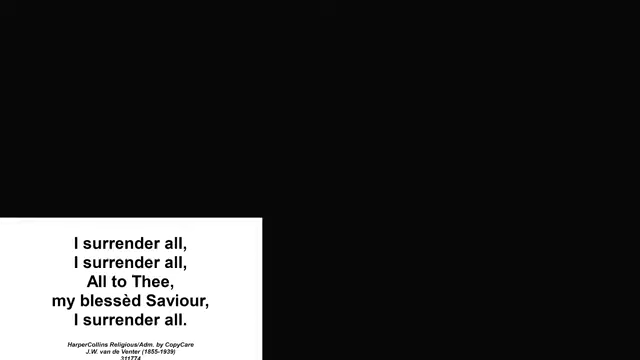 I surrender all,
I surrender all,
All to Thee,
my blessèd Saviour,
I surrender all.
HarperCollins Religious/Adm. by CopyCare
J.W. van de Venter (1855-1939)
311774